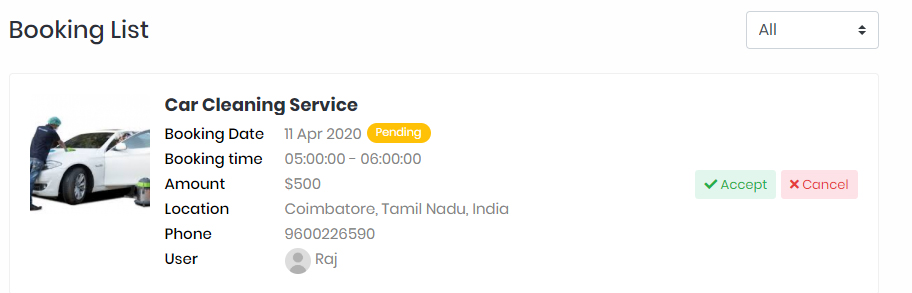 Booking List
All
Car Cleaning Service
Booking Date 11 Apr 2020 Pending
Booking time 05:00:00 - 06:00:00
Amount $500
Accept Cancel
Location Coimbatore, Tamil Nadu, India
Phone 9600226590
User Raj